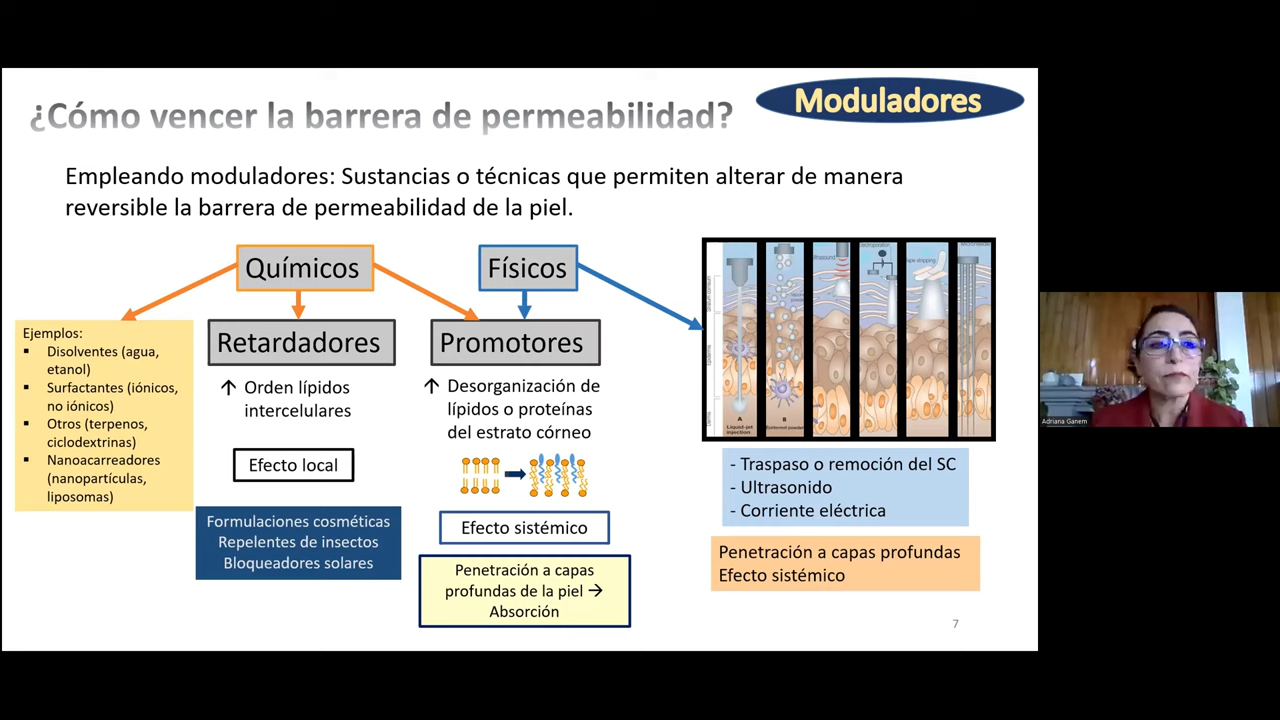 ¿Cómo vencer la barrera de permeabilidad?
Moduladores
Empleando moduladores: Sustancias o técnicas que permiten alterar de manera
reversible la barrera de permeabilidad de la piel.
Químicos
Físicos
Ejemplos:
▪ Disolventes (agua,
etanol)
▪ Surfactantes (iónicos,
no iónicos)
▪ Otros (terpenos,
ciclodextrinas)
▪ Nanoacarreadores
(nanopartículas,
liposomas)
Retardadores
↑ Orden lípidos
intercelulares
Efecto local
Formulaciones cosméticas
Repelentes de insectos
Bloqueadores solares
Promotores
↑ Desorganización de
lípidos o proteínas
del estrato córneo
Efecto sistémico
Penetración a capas
profundas de la piel →
Absorción
A
Liquid-jet
injection
B
- Traspaso o remoción del SC
- Ultrasonido
- Corriente eléctrica
Penetración a capas profundas
Efecto sistémico
7
Adriana Ganem